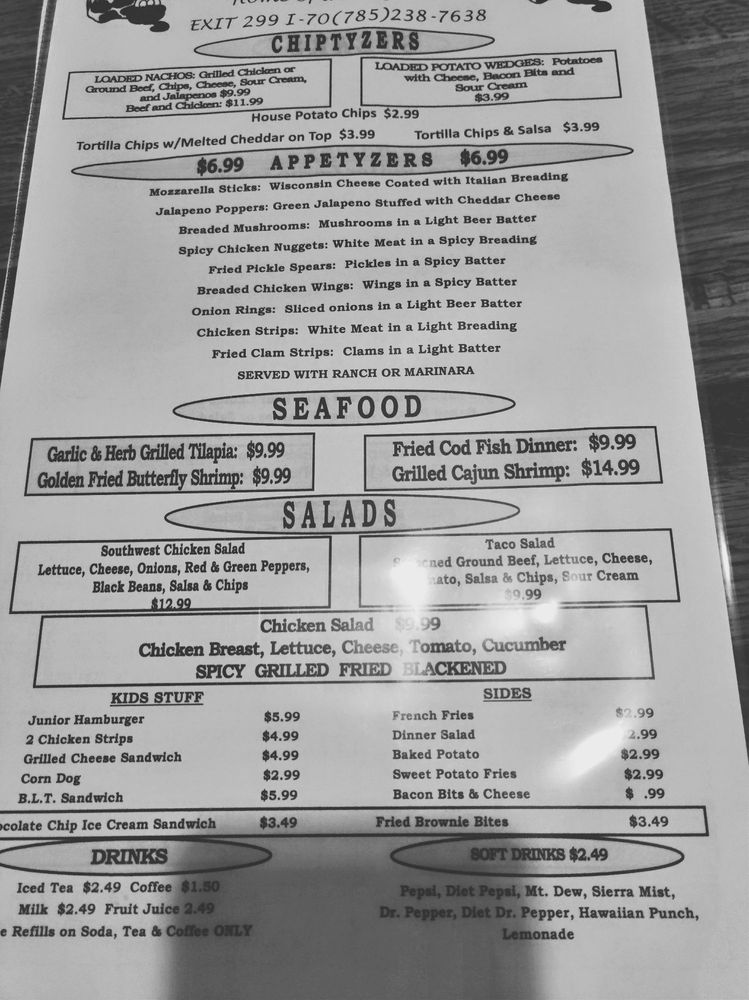 EXIT 299 I-70(785)238-7638
CHIPTYZERS
LOADED NACHOS: Grilled Chicken or
Ground Beef, Chips, Cheese, Sour Cream,
and Jalapenos $9.99
Beef and Chicken: $11.99
LOADED POTATO WEDGES: Potatoes
with Cheese, Bacon Bits and
Sour Cream
$3.99
House Potato Chips $2.99
Tortilla Chips w/Melted Cheddar on Top $3.99
Tortilla Chips & Salsa $3.99
$6.99 APPETYZERS $6.99
Mozzarella Sticks: Wisconsin Cheese Coated with Italian Breading
Jalapeno Poppers: Green Jalapeno Stuffed with Cheddar Cheese
Breaded Mushrooms: Mushrooms in a Light Beer Batter
Spicy Chicken Nuggets: White Meat in a Spicy Breading
Fried Pickle Spears: Pickles in a Spicy Batter
Breaded Chicken Wings: Wings in a Spicy Batter
Onion Rings: Sliced onions in a Light Beer Batter
Chicken Strips: White Meat in a Light Breading
Fried Clam Strips: Clams in a Light Batter
SERVED WITH RANCH OR MARINARA
SEAFOOD
Garlic & Herb Grilled Tilapia: $9.99
Golden Fried Butterfly Shrimp: $9.99
Fried Cod Fish Dinner: $9.99
Grilled Cajun Shrimp: $14.99
SALADS
Southwest Chicken Salad
Lettuce, Cheese, Onions, Red & Green Peppers,
Black Beans, Salsa & Chips
$12.99
Taco Salad
Ground Beef, Lettuce, Cheese,
Salsa & Chips, Sour Cream
$9.99
Chicken Salad $9.99
Chicken Breast, Lettuce, Cheese, Tomato, Cucumber
SPICY GRILLED FRIED BLACKENED
KIDS STUFF
Junior Hamburger $5.99
2 Chicken Strips $4.99
Grilled Cheese Sandwich $4.99
Corn Dog $2.99
B.L.T. Sandwich $5.99
SIDES
French Fries $2.99
Dinner Salad 2.99
Baked Potato $2.99
Sweet Potato Fries $2.99
Bacon Bits & Cheese $ .99
Chip Ice Cream Sandwich $3.49
Fried Brownie Bites $3.49
DRINKS
Iced Tea $2.49 Coffee $1.50
Milk $2.49 Fruit Juice 2.49
Refills on Soda, Tea & Coffee ONLY
SOFT DRINKS $2.49
Pepsi, Diet Pepsi, Mt. Dew, Sierra Mist,
Dr. Pepper, Diet Dr. Pepper, Hawaiian Punch,
Lemonade